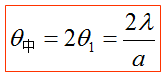 θ中 = 2θ₁ = 2λ/a